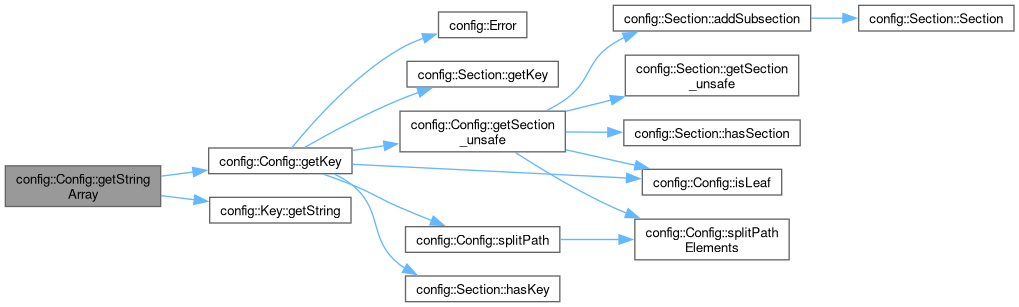 config::Config::getString
Array
config::Config::getKey
config::Key::getString
config::Error
config::Section::getKey
config::Config::getSection
_unsafe
config::Config::splitPath
config::Section::hasKey
config::Section::addSubsection
config::Section::getSection
_unsafe
config::Section::hasSection
config::Config::isLeaf
config::Config::splitPath
Elements
config::Section::Section